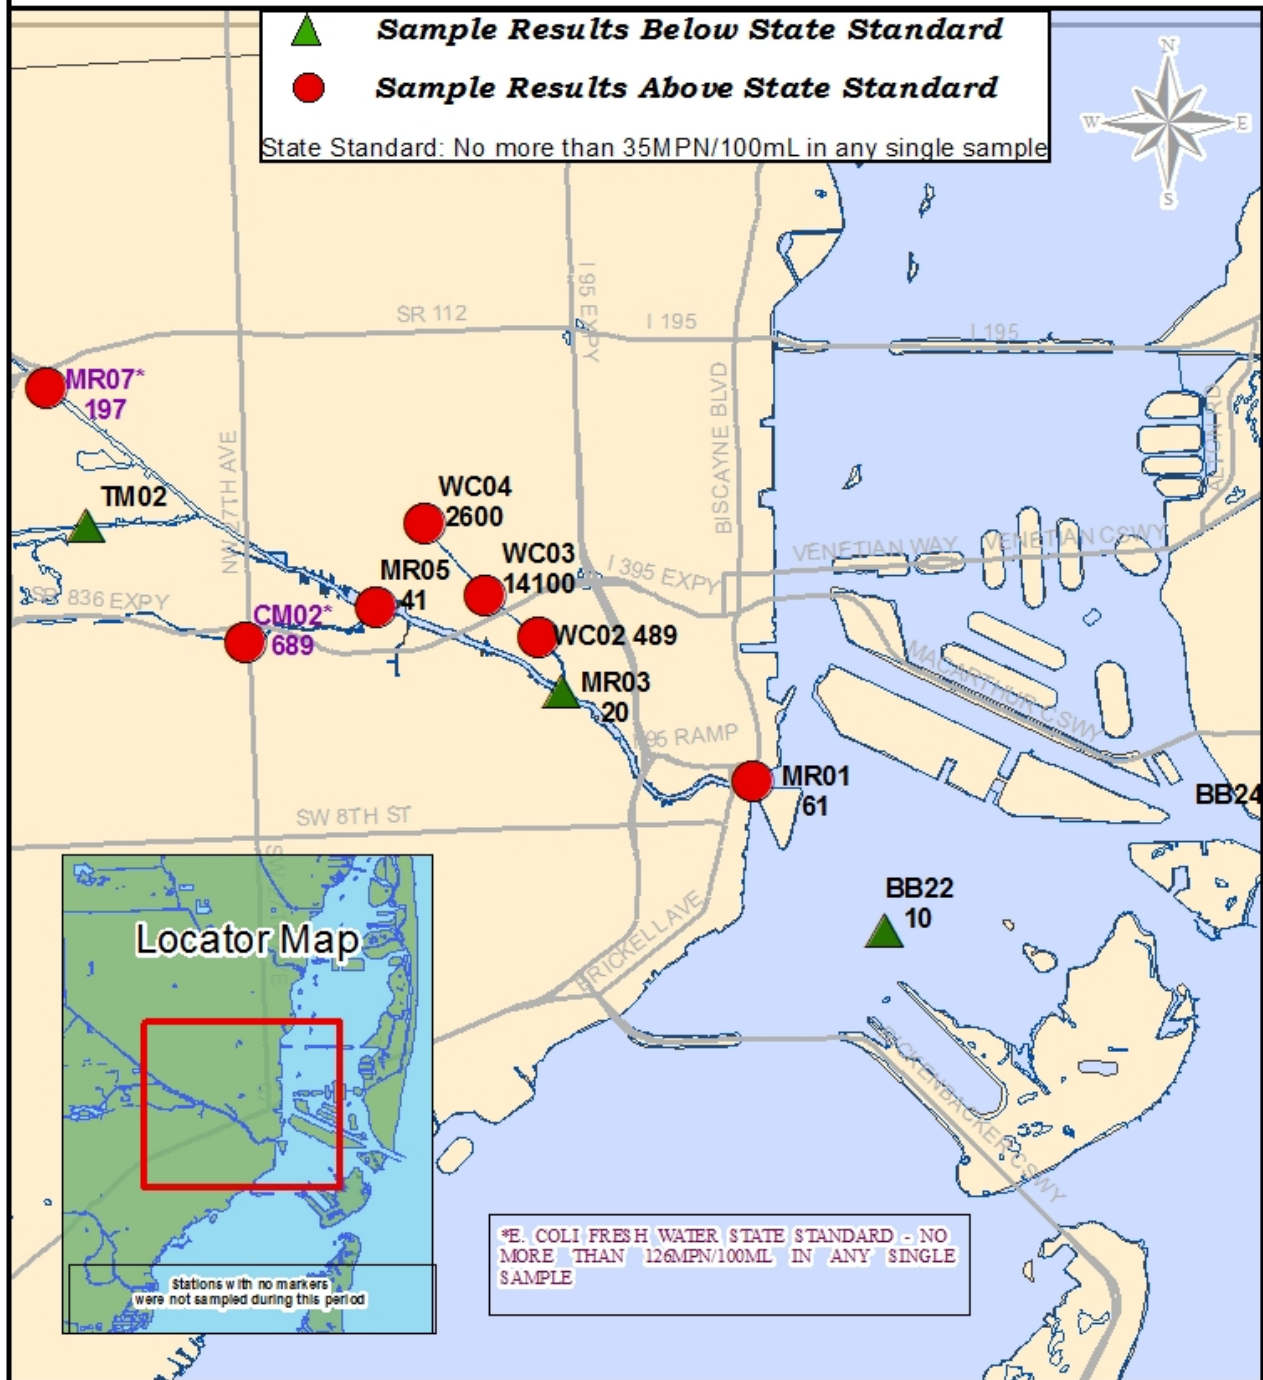 Sample Results Below State Standard
Sample Results Above State Standard
State Standard: No more than 35MPN/100mL in any single sample
N
W
E
S
I 95 EXPY
SR 112
I 195
I 195
MR07*
197
BISCAYNE BLVD
ALTON RD
NW 27TH AVE
TM02
WC04
2600
WC03
14100
VENETIAN WAY
VENETIAN CSWY
I 395 EXPY
MR05
41
SR 836 EXPY
CM02*
689
WC02 489
MR03
20
MACARTHUR CSWY
I 95 RAMP
MR01
61
BB24
SW 8TH ST
BB22
10
BRICKELL AVE
Locator Map
RICKENBACKER CSWY
*E. COLI FRESH WATER STATE STANDARD - NO
MORE THAN 126MPN/100ML IN ANY SINGLE
SAMPLE
Stations with no markers
were not sampled during this period